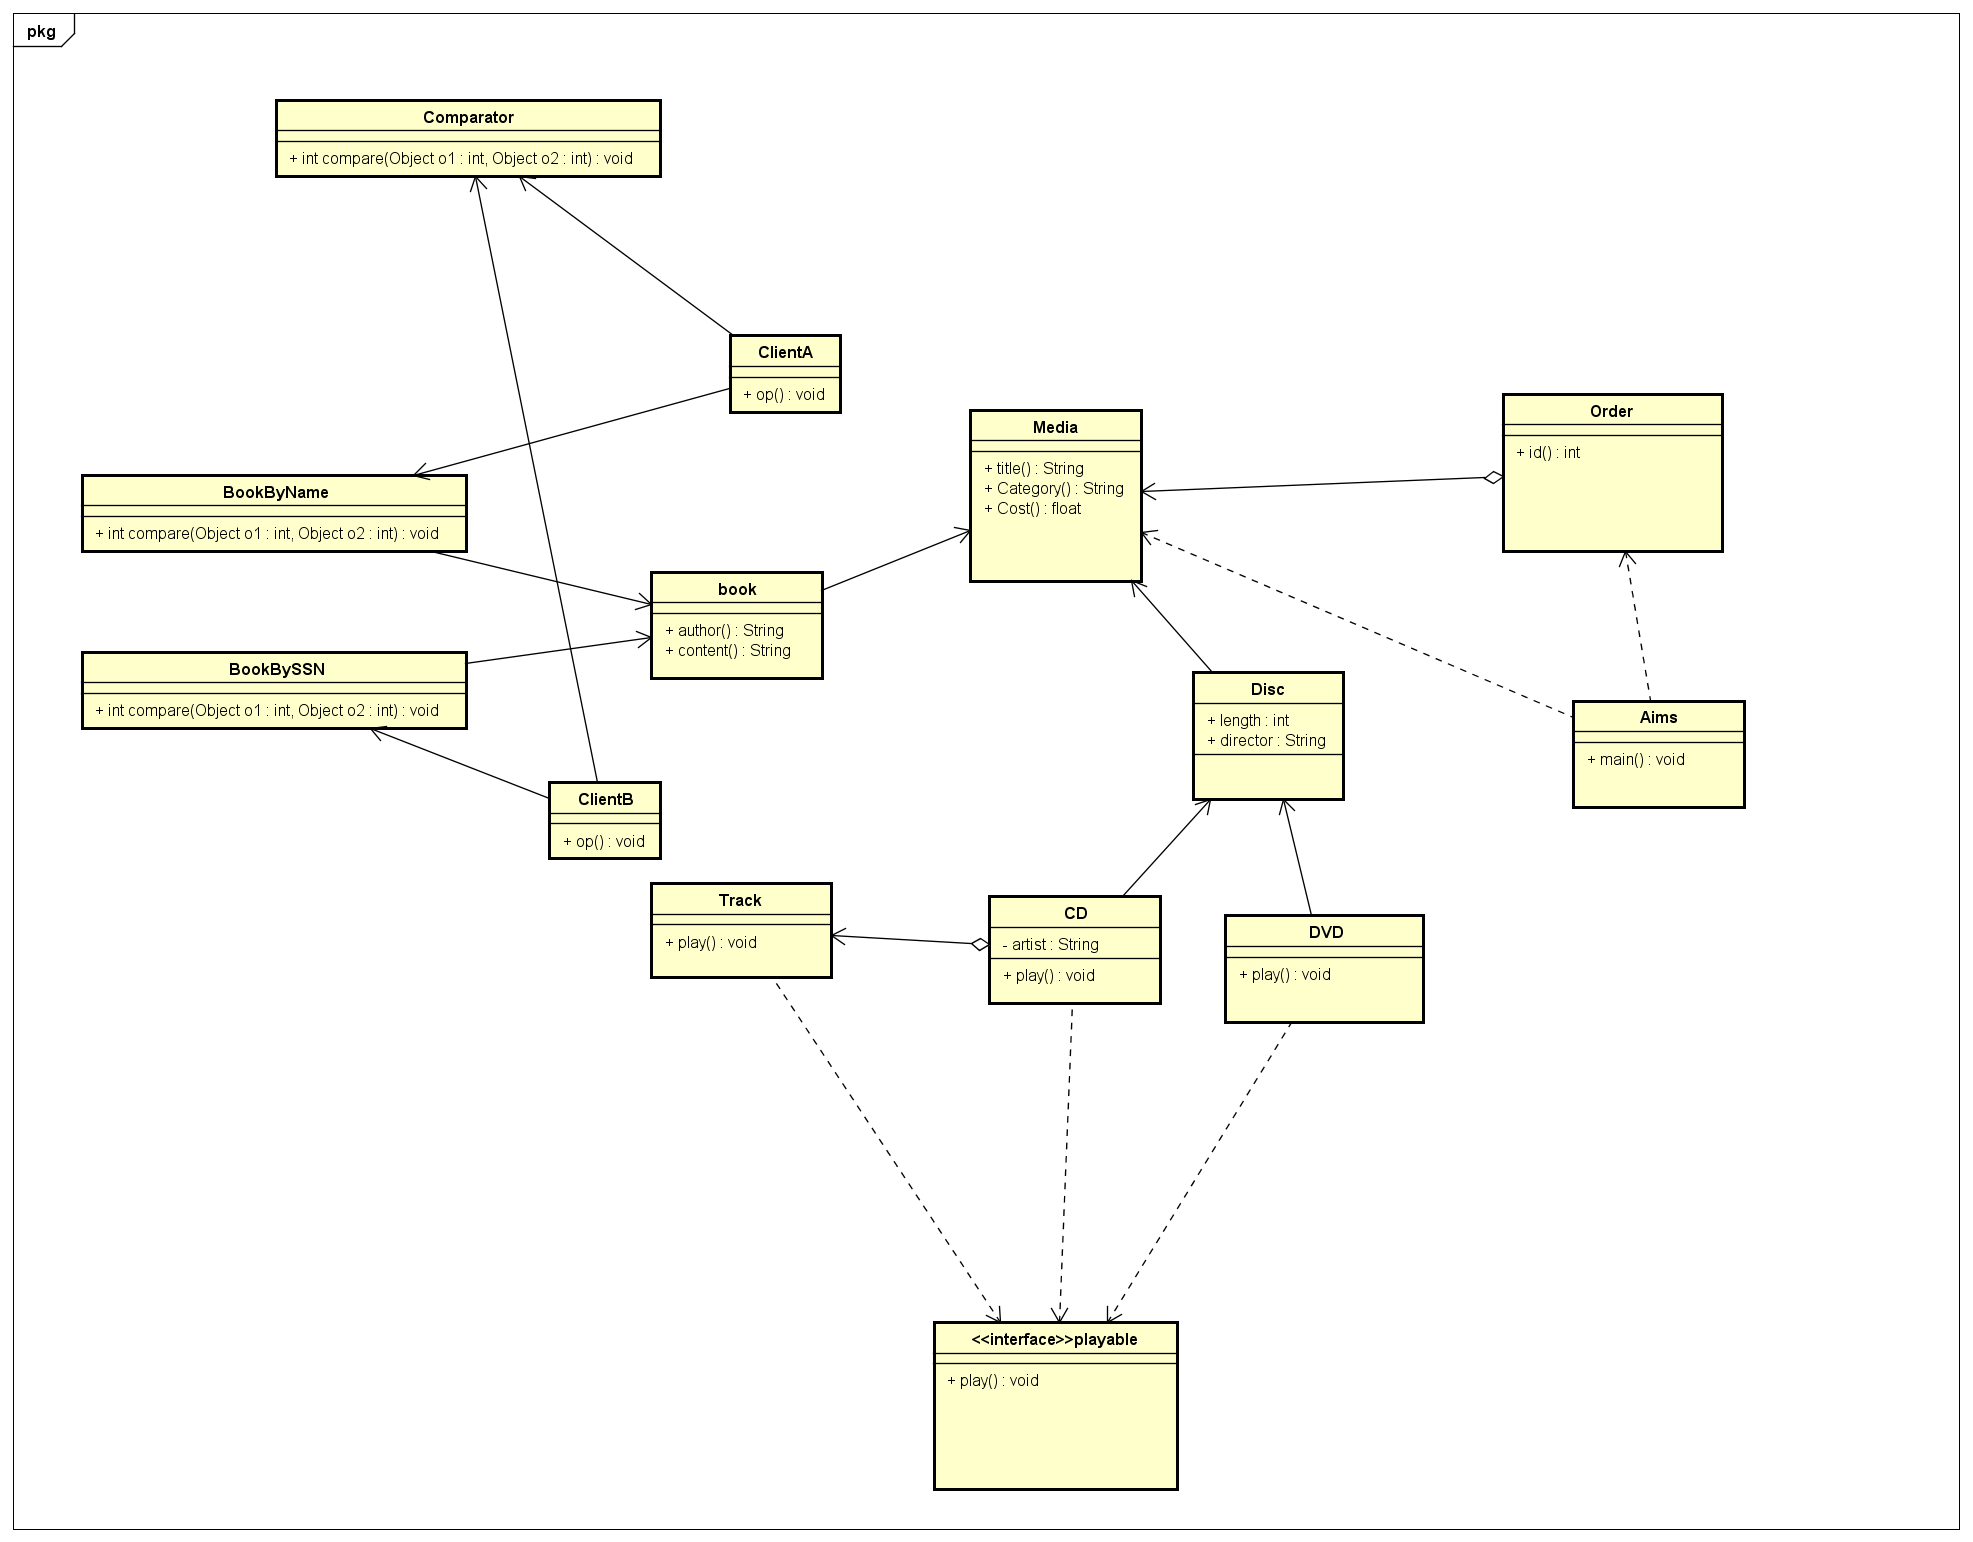 pkg
Comparator
+ int compare(Object o1 : int, Object o2 : int) : void
ClientA
+ op() : void
Media
+ title() : String
+ Category() : String
+ Cost() : float
Order
+ id() : int
BookByName
+ int compare(Object o1 : int, Object o2 : int) : void
book
+ author() : String
+ content() : String
BookBySSN
+ int compare(Object o1 : int, Object o2 : int) : void
Disc
+ length : int
+ director : String
Aims
+ main() : void
ClientB
+ op() : void
Track
+ play() : void
CD
- artist : String
+ play() : void
DVD
+ play() : void
<<interface>>playable
+ play() : void